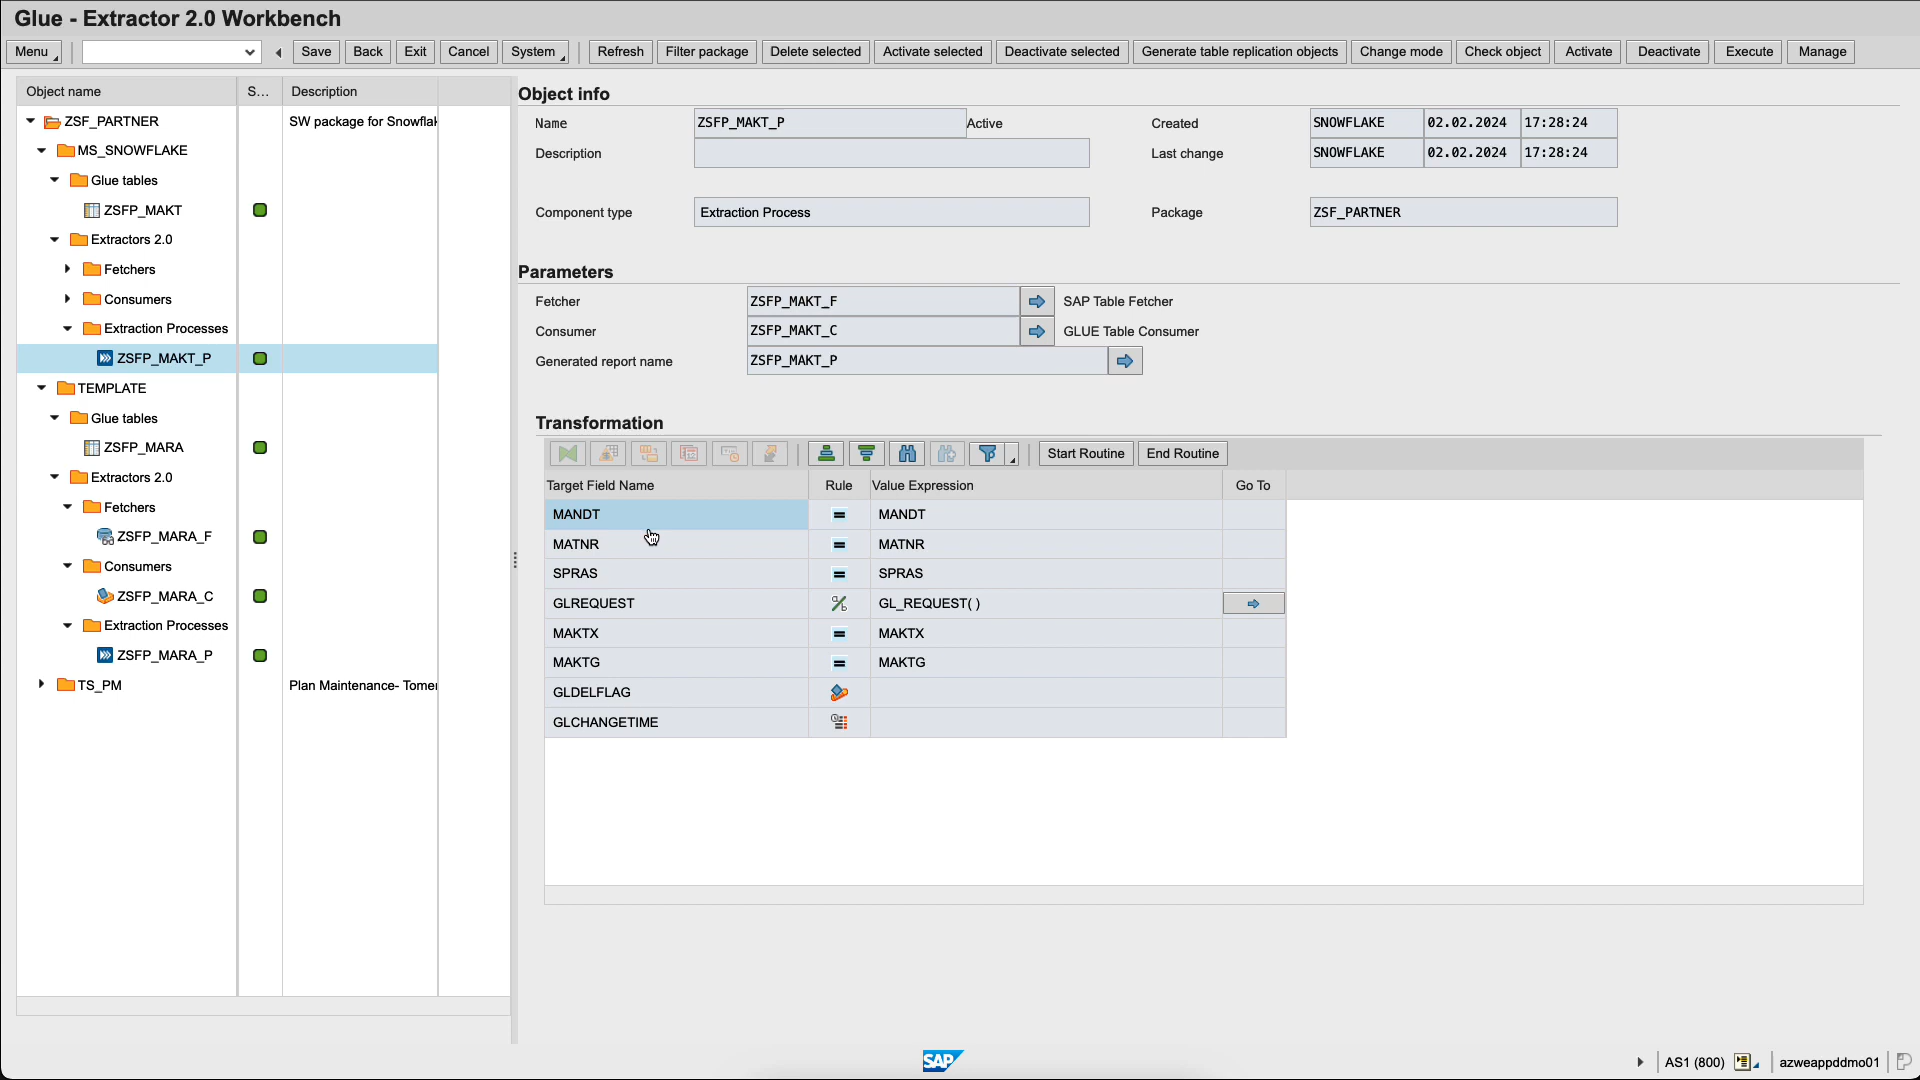 Glue - Extractor 2.0 Workbench
Menu Save Back Exit Cancel System Refresh Filter package Delete selected Activate selected Deactivate selected Generate table replication objects Change mode Check object Activate Deactivate Execute Manage
Object name S... Description
ZSF_PARTNER SW package for Snowflak
MS_SNOWFLAKE
Glue tables
ZSFP_MAKT
Extractors 2.0
Fetchers
Consumers
Extraction Processes
ZSFP_MAKT_P
TEMPLATE
Glue tables
ZSFP_MARA
Extractors 2.0
Fetchers
ZSFP_MARA_F
Consumers
ZSFP_MARA_C
Extraction Processes
ZSFP_MARA_P
TS_PM Plan Maintenance- Tomer
Object info
Name ZSFP_MAKT_P Active Created SNOWFLAKE 02.02.2024 17:28:24
Description Last change SNOWFLAKE 02.02.2024 17:28:24
Component type Extraction Process Package ZSF_PARTNER
Parameters
Fetcher ZSFP_MAKT_F SAP Table Fetcher
Consumer ZSFP_MAKT_C GLUE Table Consumer
Generated report name ZSFP_MAKT_P
Transformation
Start Routine End Routine
Target Field Name Rule Value Expression Go To
MANDT MANDT
MATNR MATNR
SPRAS SPRAS
GLREQUEST GL_REQUEST( )
MAKTX MAKTX
MAKTG MAKTG
GLDELFLAG
GLCHANGETIME
SAP AS1 (800) azweappddmo01